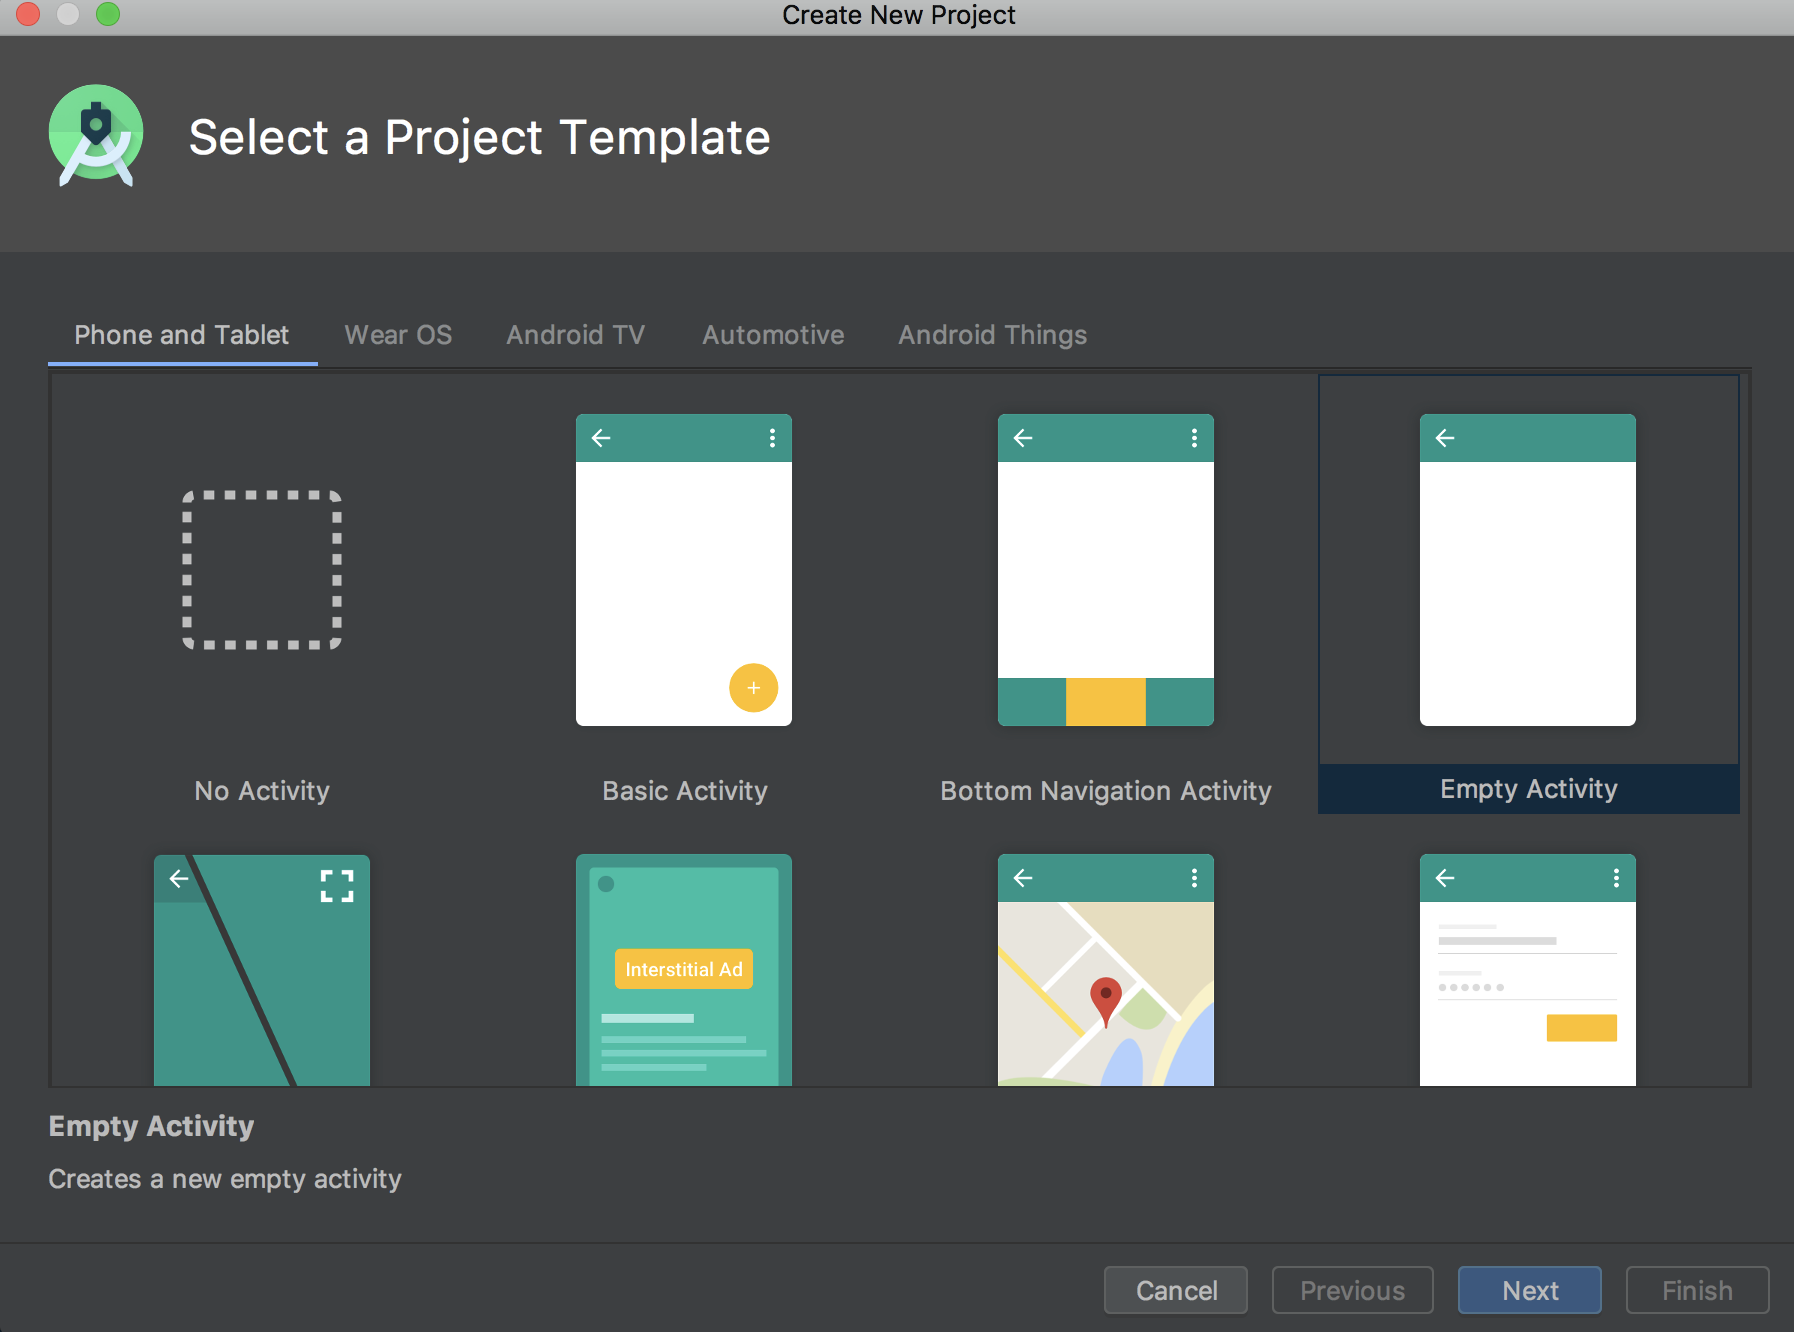 Create New Project
Select a Project Template
Phone and Tablet
Wear OS
Android TV
Automotive
Android Things
No Activity
Basic Activity
Bottom Navigation Activity
Empty Activity
Interstitial Ad
Empty Activity
Creates a new empty activity
Cancel
Previous
Next
Finish